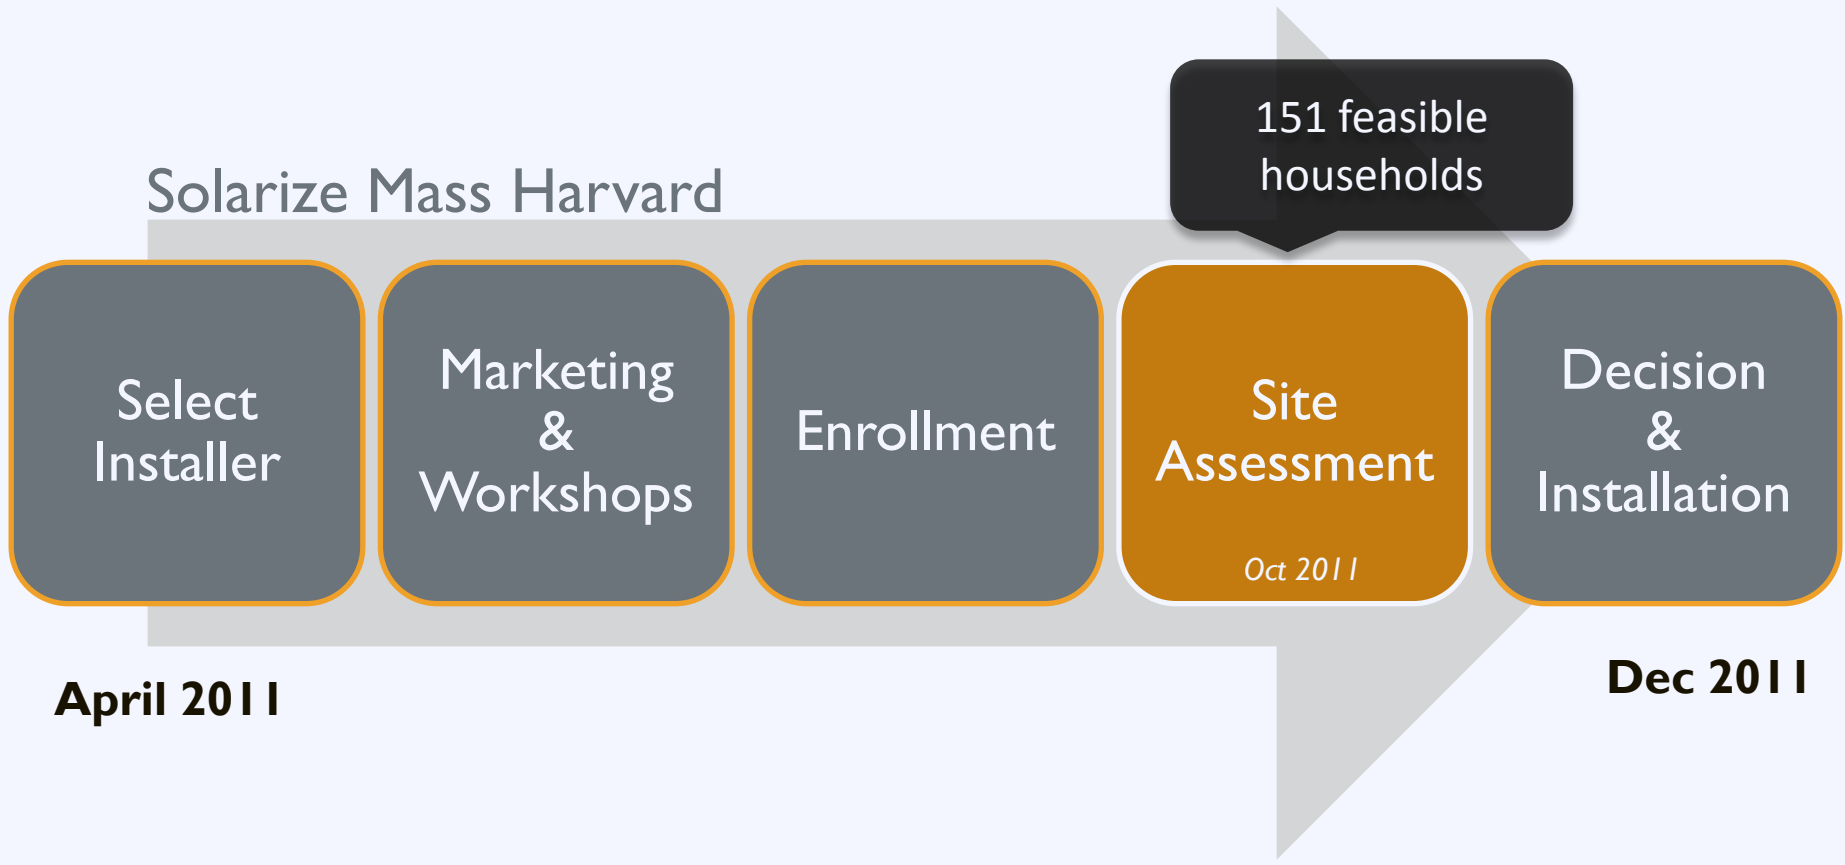 151 feasible
households
Solarize Mass Harvard
Select
Installer
Marketing
&
Workshops
Enrollment
Site
Assessment
Oct 2011
Decision
&
Installation
April 2011
Dec 2011